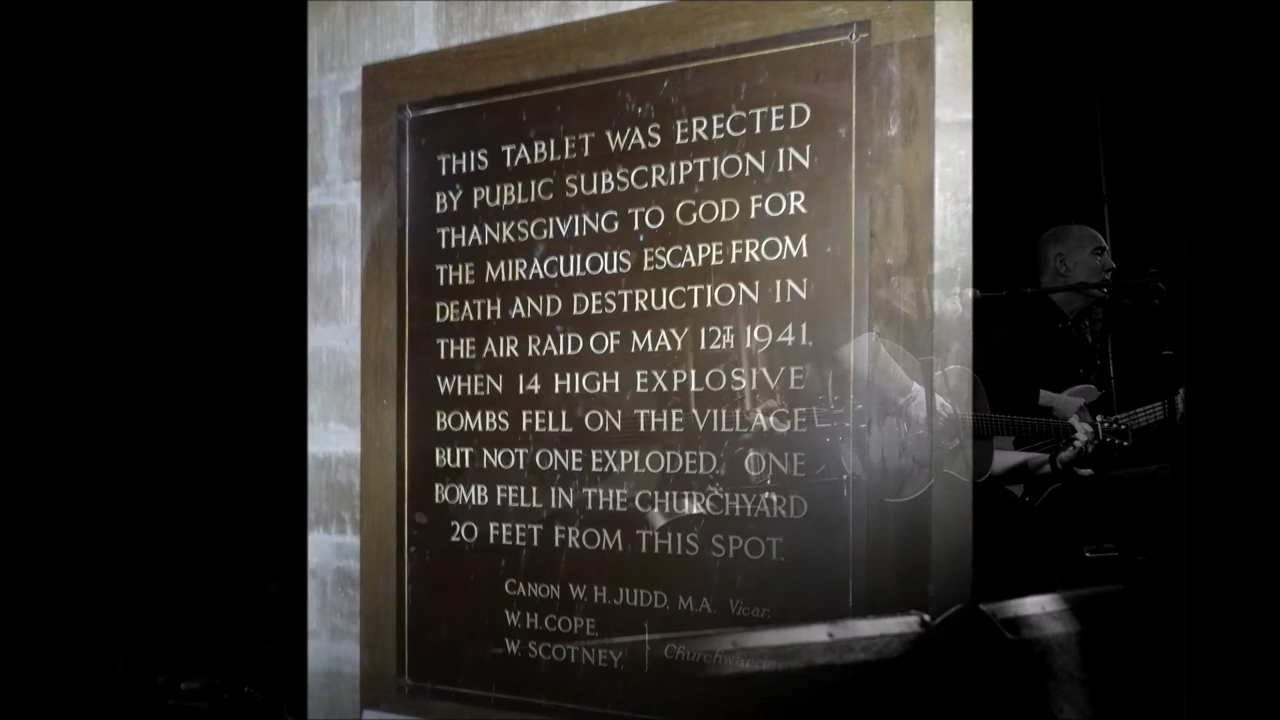 THIS TABLET WAS ERECTED
BY PUBLIC SUBSCRIPTION IN
THANKSGIVING TO GOD FOR
THE MIRACULOUS ESCAPE FROM
DEATH AND DESTRUCTION IN
THE AIR RAID OF MAY 12TH 1941,
WHEN 14 HIGH EXPLOSIVE
BOMBS FELL ON THE VILLAGE
BUT NOT ONE EXPLODED. ONE
BOMB FELL IN THE CHURCHYARD
20 FEET FROM THIS SPOT.
CANON W. H. JUDD, M.A. Vicar.
W. H. COPE,
W. SCOTNEY,